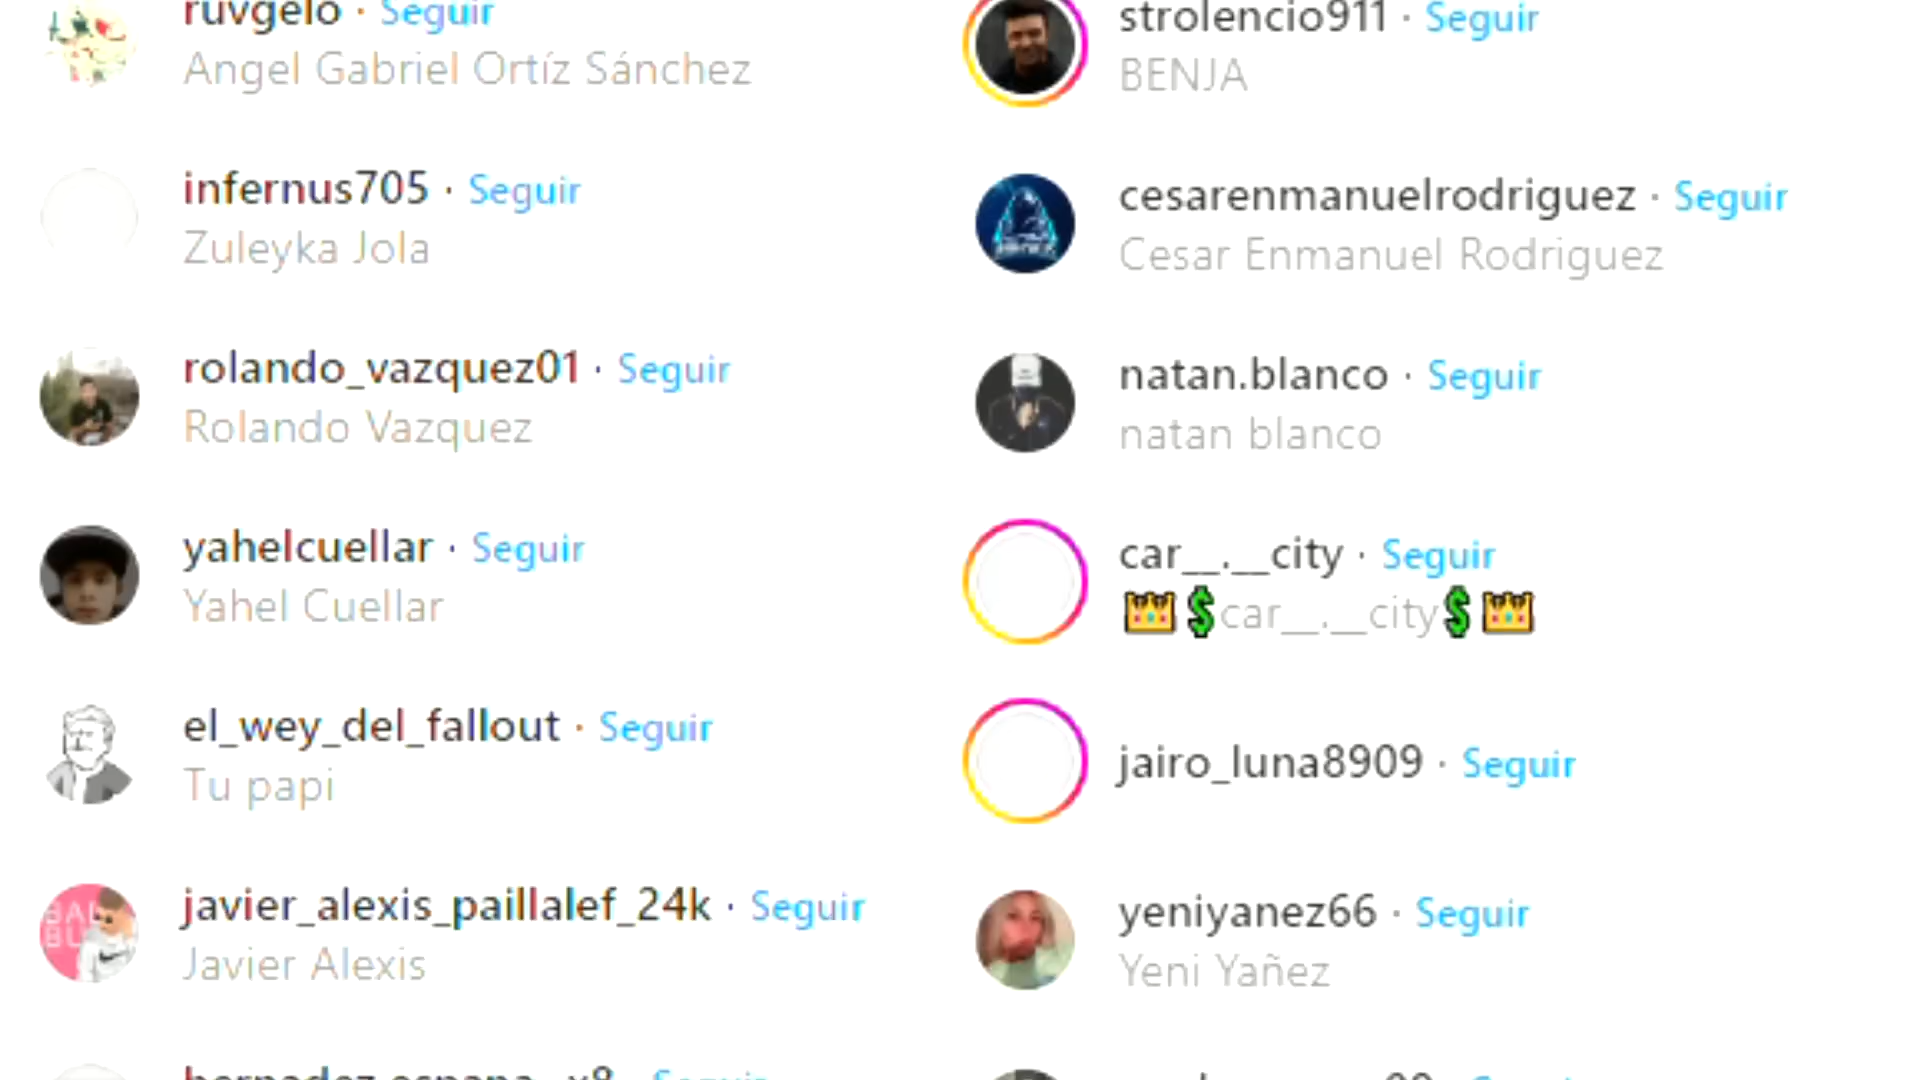 ruvgelo · Seguir
Angel Gabriel Ortíz Sánchez
infernus705 · Seguir
Zuleyka Jola
rolando_vazquez01 · Seguir
Rolando Vazquez
yahelcuellar · Seguir
Yahel Cuellar
el_wey_del_fallout · Seguir
Tu papi
javier_alexis_paillalef_24k · Seguir
Javier Alexis
strolencio911 · Seguir
BENJA
cesarenmanuelrodriguez · Seguir
Cesar Enmanuel Rodriguez
natan.blanco · Seguir
natan blanco
car__.__city · Seguir
👑💲car__.__city💲👑
jairo_luna8909 · Seguir
yeniyanez66 · Seguir
Yeni Yañez